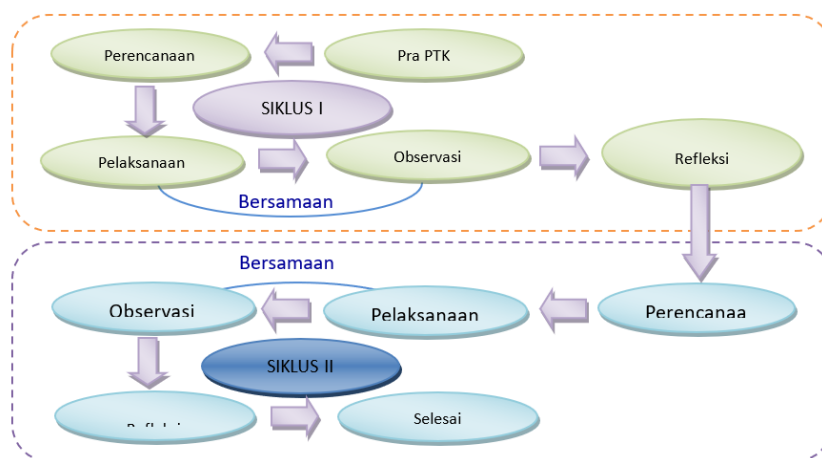 Pra PTK
Perencanaan
SIKLUS I
Pelaksanaan
Observasi
Refleksi
Bersamaan
Bersamaan
Perencanaa
Pelaksanaan
Observasi
SIKLUS II
Selesai